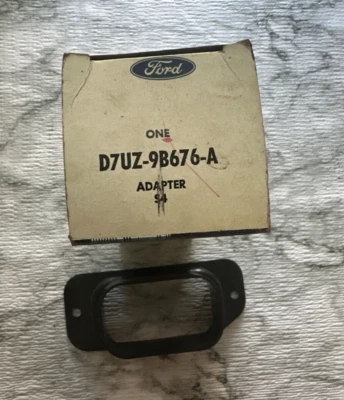 Ford
ONE
D7UZ-9B676-A
ADAPTER
S4